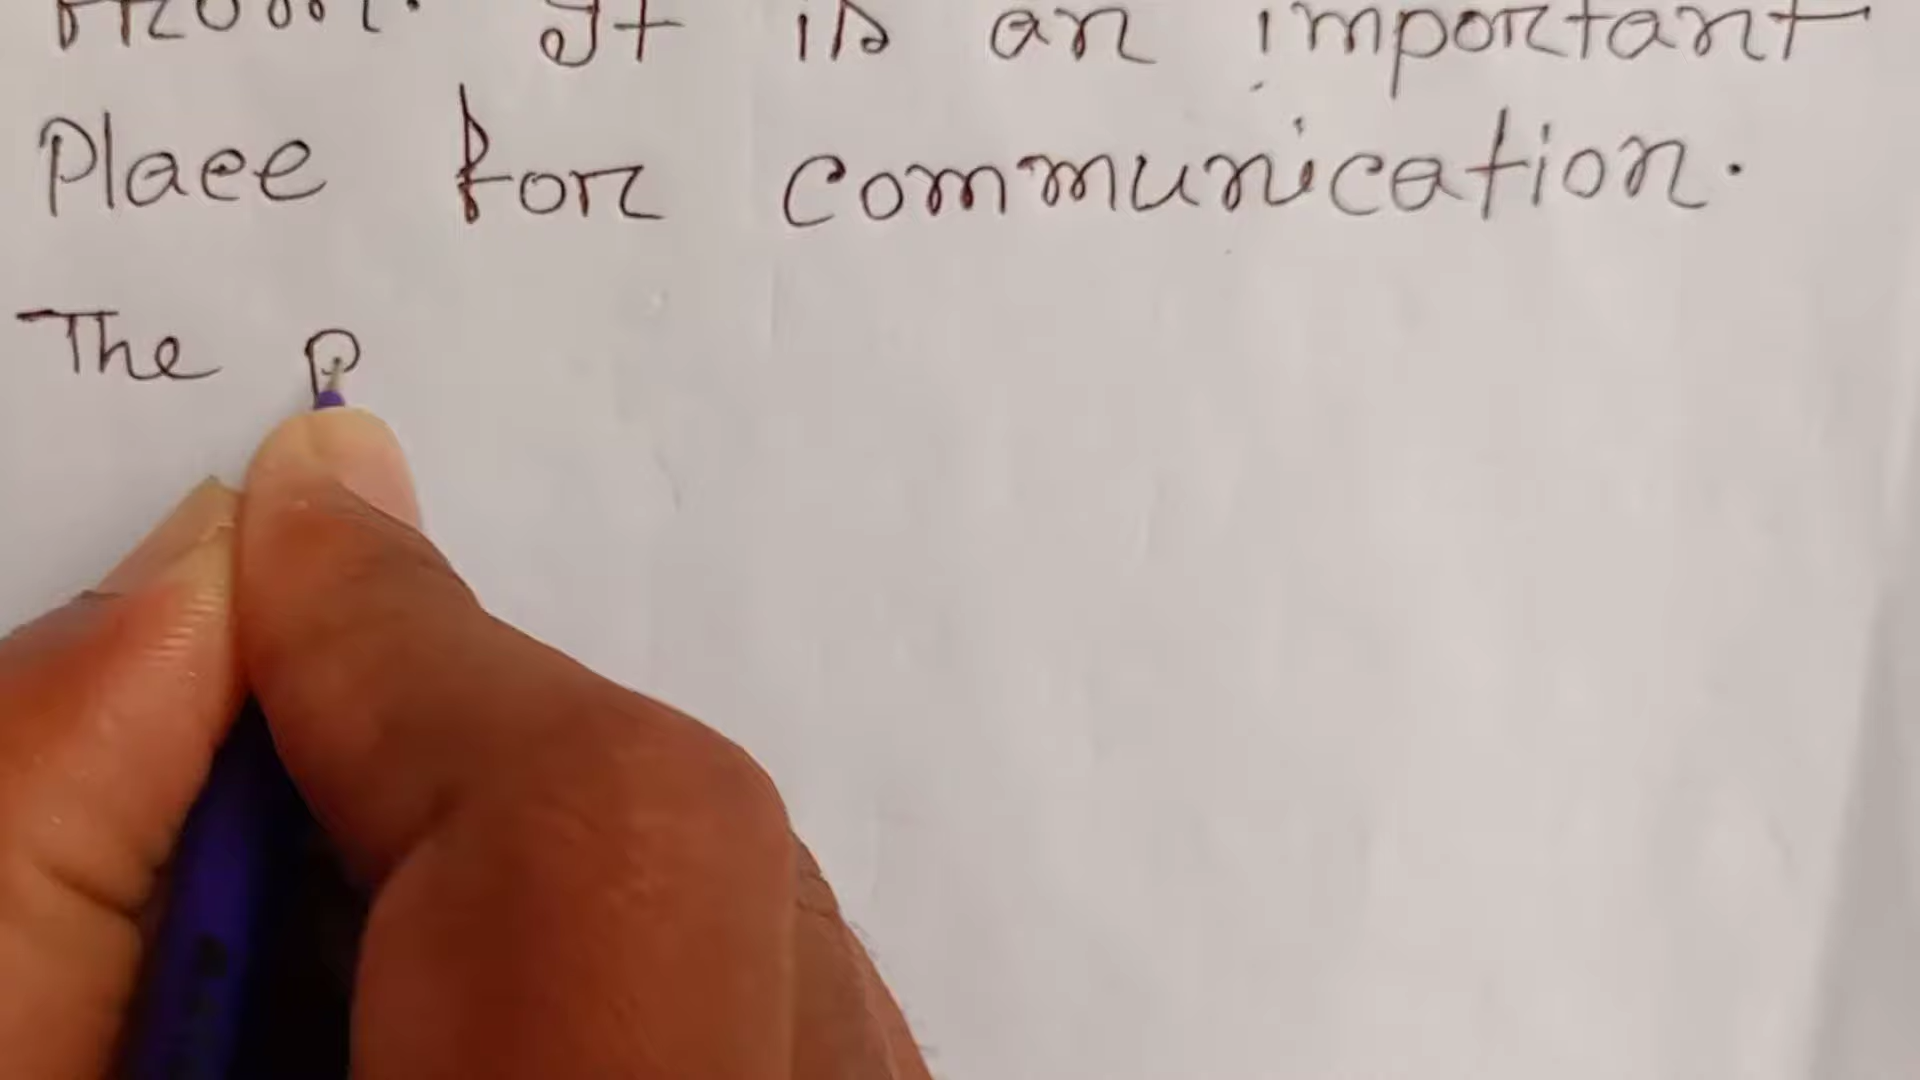 It is an important
Place for communication.
The P